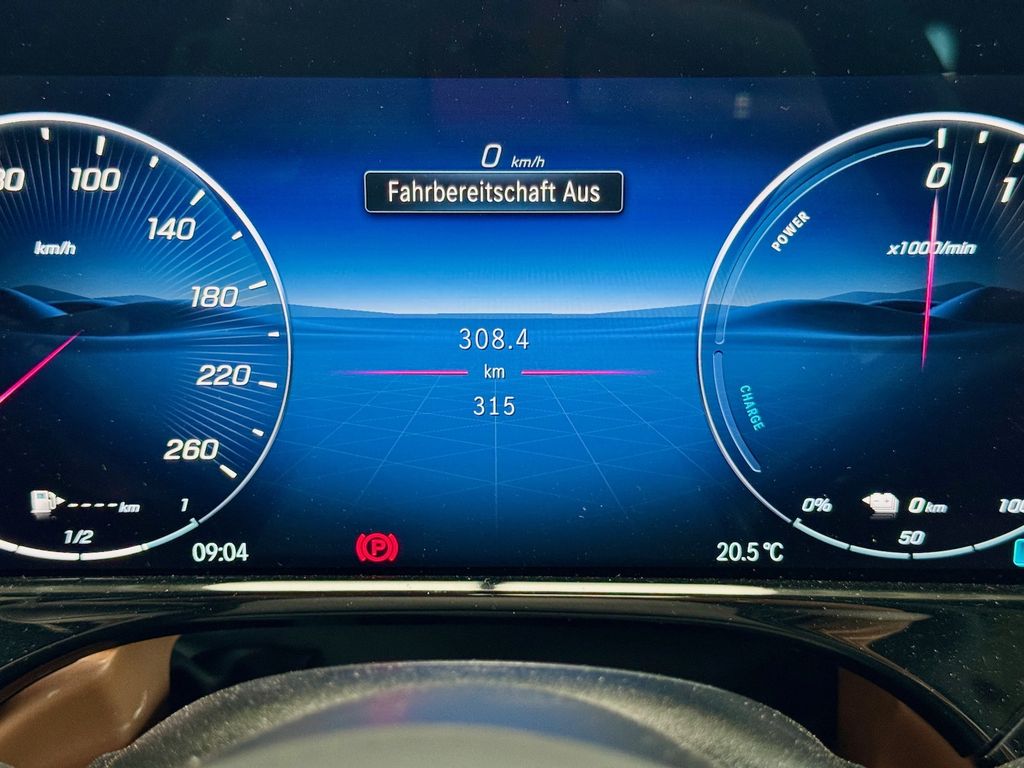 0 km/h
Fahrbereitschaft Aus
100
140
km/h
180
220
260
308.4
km
315
POWER
CHARGE
0
1
x1000/min
----km
1
1/2
09:04
P
0%
0 km
50
20.5 °C